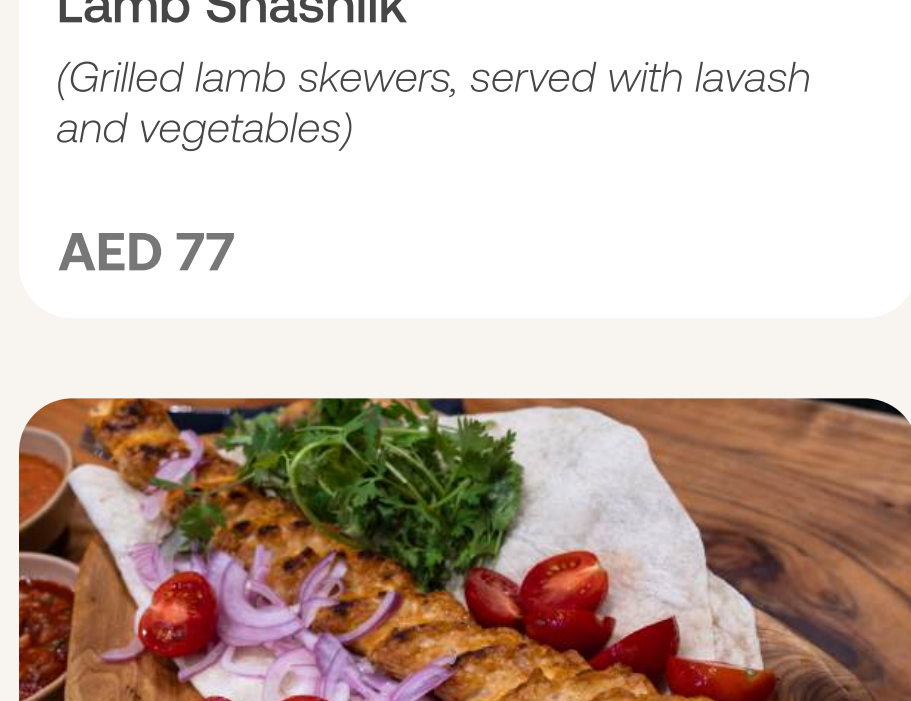 Lamb Shashlik
(Grilled lamb skewers, served with lavash
and vegetables)
AED 77